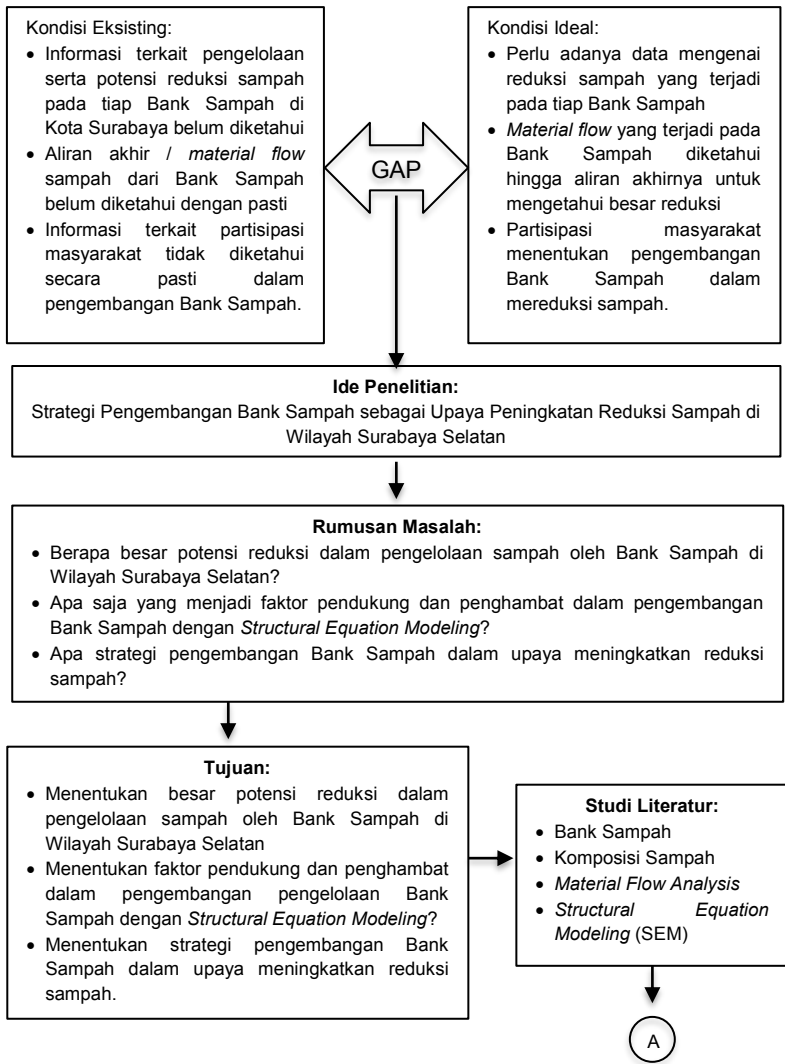 Kondisi Eksisting:
• Informasi terkait pengelolaan
serta potensi reduksi sampah
pada tiap Bank Sampah di
Kota Surabaya belum diketahui
• Aliran akhir / material flow
sampah dari Bank Sampah
belum diketahui dengan pasti
• Informasi terkait partisipasi
masyarakat tidak diketahui
secara pasti dalam
pengembangan Bank Sampah.
GAP
Kondisi Ideal:
• Perlu adanya data mengenai
reduksi sampah yang terjadi
pada tiap Bank Sampah
• Material flow yang terjadi pada
Bank Sampah diketahui
hingga aliran akhirnya untuk
mengetahui besar reduksi
• Partisipasi masyarakat
menentukan pengembangan
Bank Sampah dalam
mereduksi sampah.
Ide Penelitian:
Strategi Pengembangan Bank Sampah sebagai Upaya Peningkatan Reduksi Sampah di
Wilayah Surabaya Selatan
Rumusan Masalah:
• Berapa besar potensi reduksi dalam pengelolaan sampah oleh Bank Sampah di
Wilayah Surabaya Selatan?
• Apa saja yang menjadi faktor pendukung dan penghambat dalam pengembangan
Bank Sampah dengan Structural Equation Modeling?
• Apa strategi pengembangan Bank Sampah dalam upaya meningkatkan reduksi
sampah?
Tujuan:
• Menentukan besar potensi reduksi dalam
pengelolaan sampah oleh Bank Sampah di
Wilayah Surabaya Selatan
• Menentukan faktor pendukung dan penghambat
dalam pengembangan pengelolaan Bank
Sampah dengan Structural Equation Modeling?
• Menentukan strategi pengembangan Bank
Sampah dalam upaya meningkatkan reduksi
sampah.
Studi Literatur:
• Bank Sampah
• Komposisi Sampah
• Material Flow Analysis
• Structural Equation
Modeling (SEM)
A